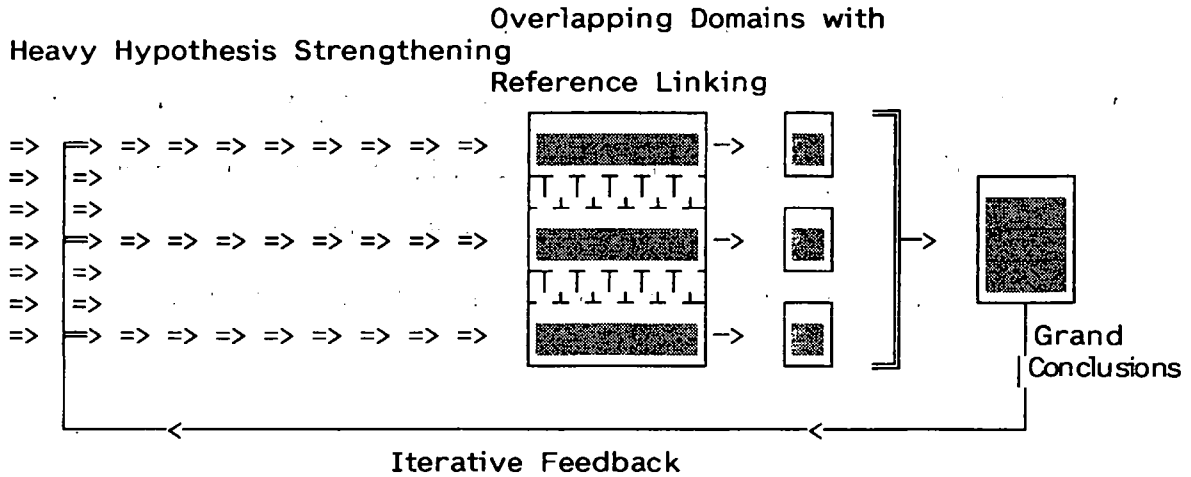 Overlapping Domains with
Heavy Hypothesis Strengthening
Reference Linking
=> => => => => => => => => => ->
=> =>
=> =>
=> => => => => => => => => => -> ->
=> =>
=> =>
=> => => => => => => => => => ->
Grand
Conclusions
< <
Iterative Feedback